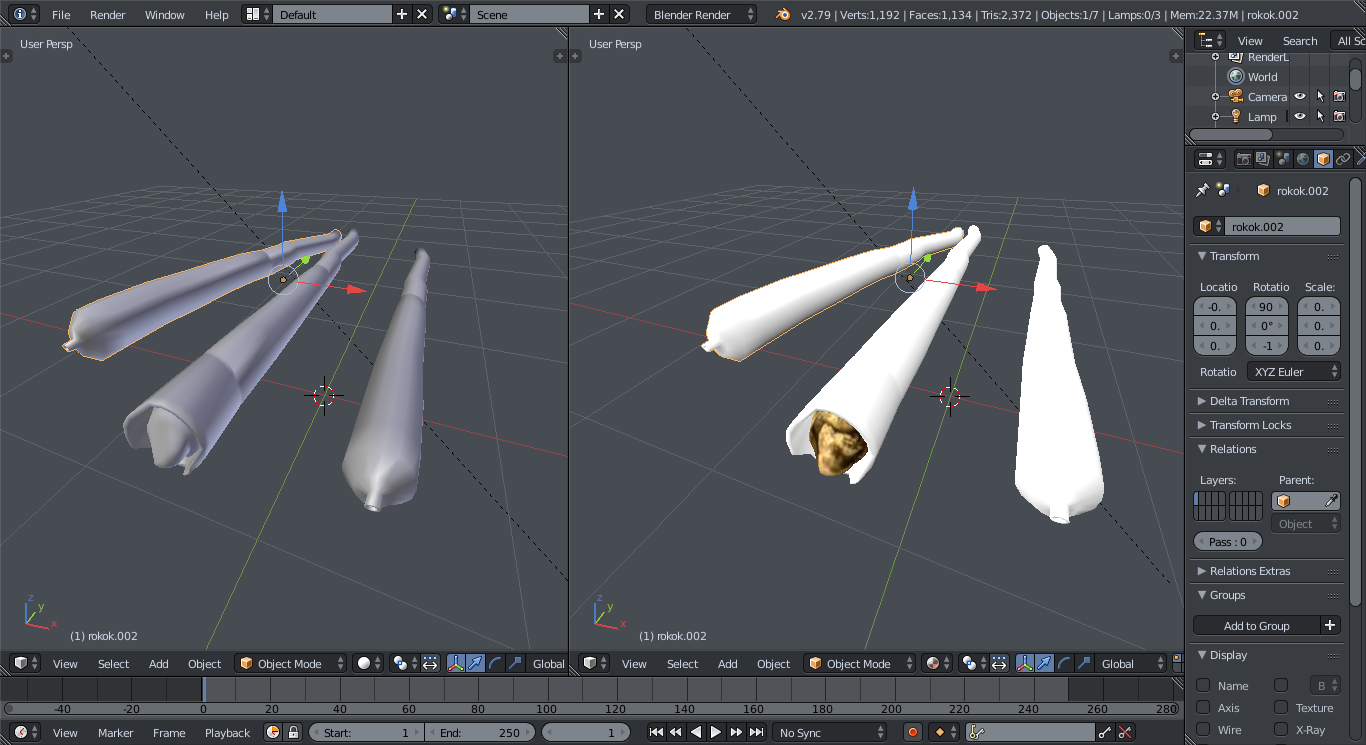 File Render Window Help Default Scene Blender Render v2.79 | Verts:1,192 | Faces:1,134 | Tris:2,372 | Objects:1/7 | Lamps:0/3 | Mem:22.37M | rokok.002
User Persp
User Persp
View Search All Sc
RenderL
World
Camera
Lamp
rokok.002
rokok.002
Transform
Locatio Rotatio Scale:
-0. 90 0.
0. 0° 0.
0. -1 0.
Rotatio XYZ Euler
Delta Transform
Transform Locks
Relations
Layers: Parent:
Object
Pass : 0
Relations Extras
Groups
Add to Group
Display
Name B
Axis Texture
Wire X-Ray
z
y
x
(1) rokok.002
z
y
x
(1) rokok.002
View Select Add Object Object Mode Global
View Select Add Object Object Mode Global
-40 -20 0 20 40 60 80 100 120 140 160 180 200 220 240 260 280
View Marker Frame Playback Start: 1 End: 250 1 No Sync